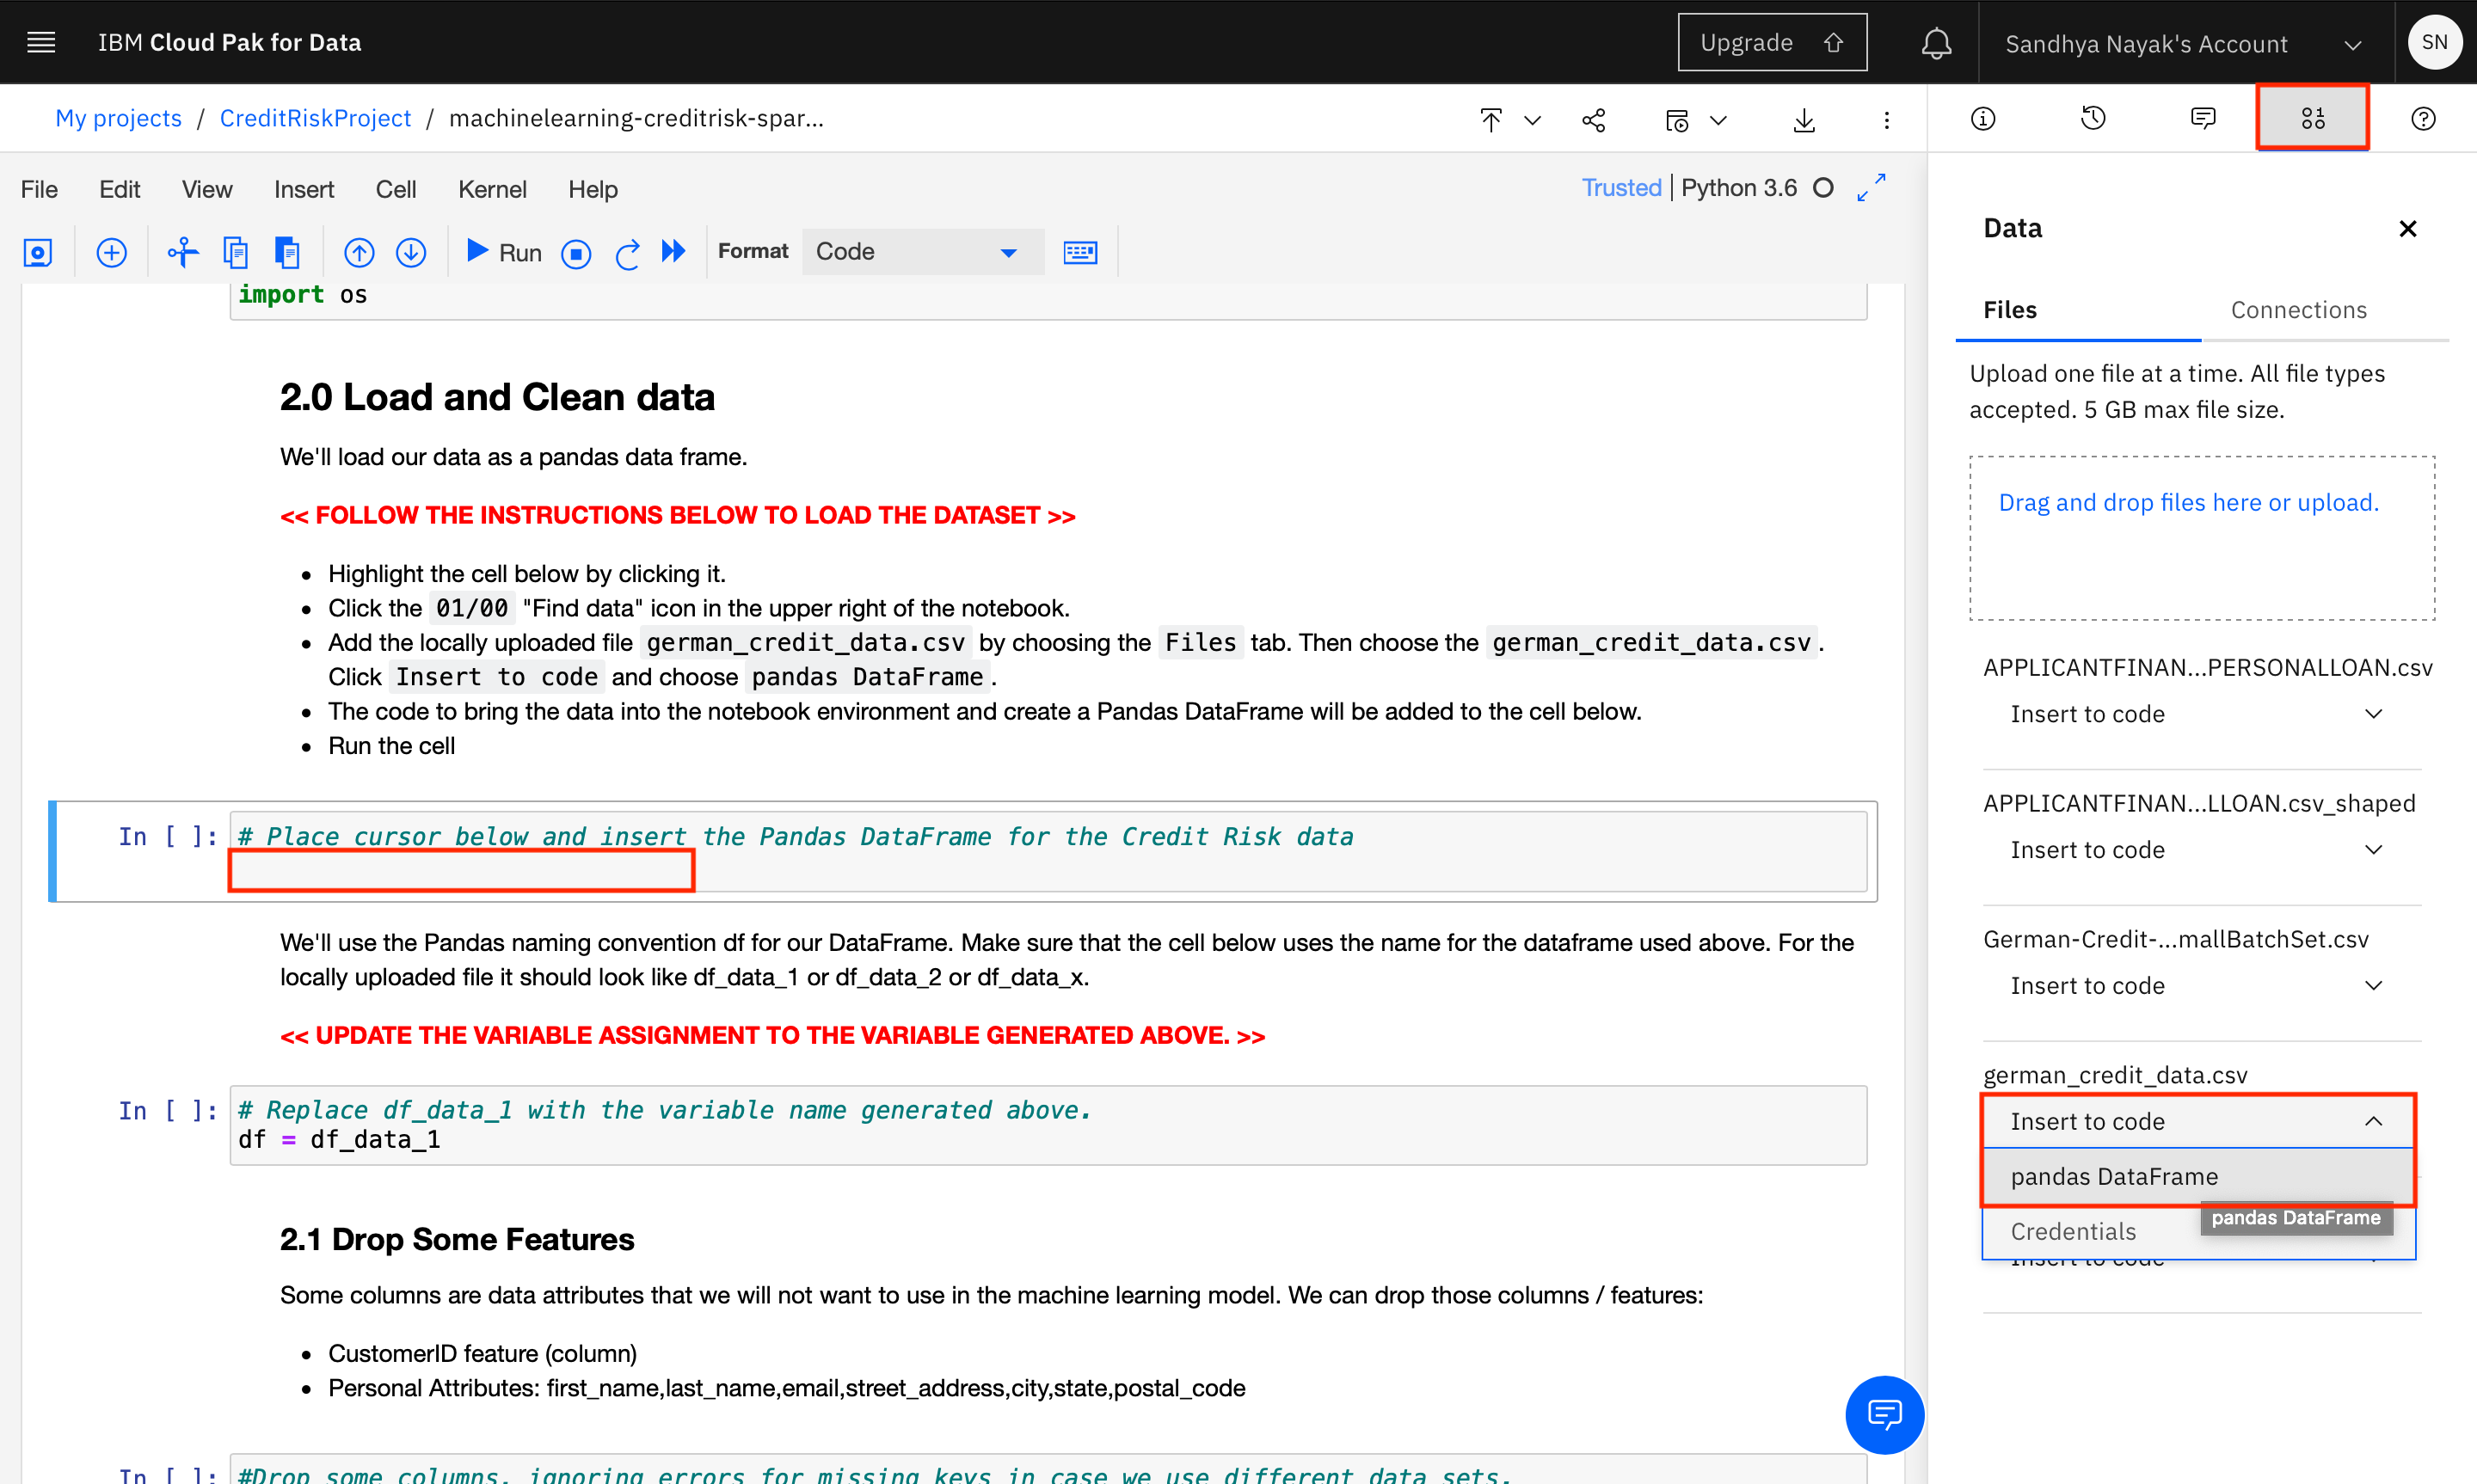 IBM Cloud Pak for Data
Upgrade
Sandhya Nayak's Account
SN
My projects / CreditRiskProject / machinelearning-creditrisk-spar...
File Edit View Insert Cell Kernel Help
Trusted | Python 3.6
Run
Format
Code
import os
2.0 Load and Clean data
We'll load our data as a pandas data frame.
<< FOLLOW THE INSTRUCTIONS BELOW TO LOAD THE DATASET >>
• Highlight the cell below by clicking it.
• Click the 01/00 "Find data" icon in the upper right of the notebook.
• Add the locally uploaded file german_credit_data.csv by choosing the Files tab. Then choose the german_credit_data.csv.
Click Insert to code and choose pandas DataFrame.
• The code to bring the data into the notebook environment and create a Pandas DataFrame will be added to the cell below.
• Run the cell
In [ ]: # Place cursor below and insert the Pandas DataFrame for the Credit Risk data
We'll use the Pandas naming convention df for our DataFrame. Make sure that the cell below uses the name for the dataframe used above. For the
locally uploaded file it should look like df_data_1 or df_data_2 or df_data_x.
<< UPDATE THE VARIABLE ASSIGNMENT TO THE VARIABLE GENERATED ABOVE. >>
In [ ]: # Replace df_data_1 with the variable name generated above.
df = df_data_1
2.1 Drop Some Features
Some columns are data attributes that we will not want to use in the machine learning model. We can drop those columns / features:
• CustomerID feature (column)
• Personal Attributes: first_name,last_name,email,street_address,city,state,postal_code
In [ ]: #Drop some columns, ignoring errors for missing keys in case we use different data sets.
Data
Files
Connections
Upload one file at a time. All file types
accepted. 5 GB max file size.
Drag and drop files here or upload.
APPLICANTFINAN...PERSONALLOAN.csv
Insert to code
APPLICANTFINAN...LLOAN.csv_shaped
Insert to code
German-Credit-...mallBatchSet.csv
Insert to code
german_credit_data.csv
Insert to code
pandas DataFrame
pandas DataFrame
Credentials
Insert to code